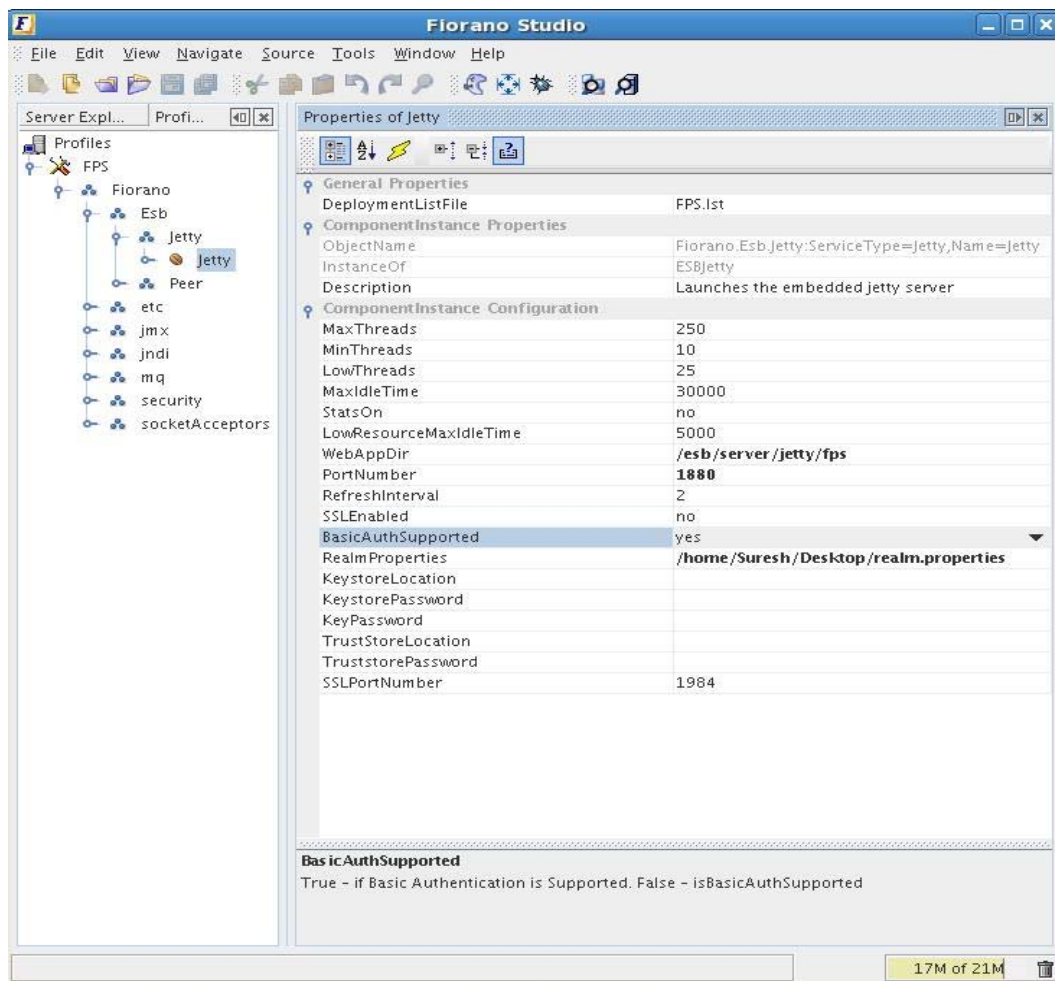 Fiorano Studio
File Edit View Navigate Source Tools Window Help
Server Expl... Profi...
Profiles
FPS
Fiorano
Esb
Jetty
Jetty
Peer
etc
jmx
jndi
mq
security
socketAcceptors
Properties of Jetty
General Properties
DeploymentListFile FPS.lst
ComponentInstance Properties
ObjectName Fiorano.Esb.Jetty:ServiceType=Jetty,Name=Jetty
InstanceOf ESBJetty
Description Launches the embedded jetty server
ComponentInstance Configuration
MaxThreads 250
MinThreads 10
LowThreads 25
MaxIdleTime 30000
StatsOn no
LowResourceMaxIdleTime 5000
WebAppDir /esb/server/jetty/fps
PortNumber 1880
RefreshInterval 2
SSLEnabled no
BasicAuthSupported yes
RealmProperties /home/Suresh/Desktop/realm.properties
KeystoreLocation
KeystorePassword
KeyPassword
TrustStoreLocation
TruststorePassword
SSLPortNumber 1984
BasicAuthSupported
True - if Basic Authentication is Supported. False - isBasicAuthSupported
17M of 21M